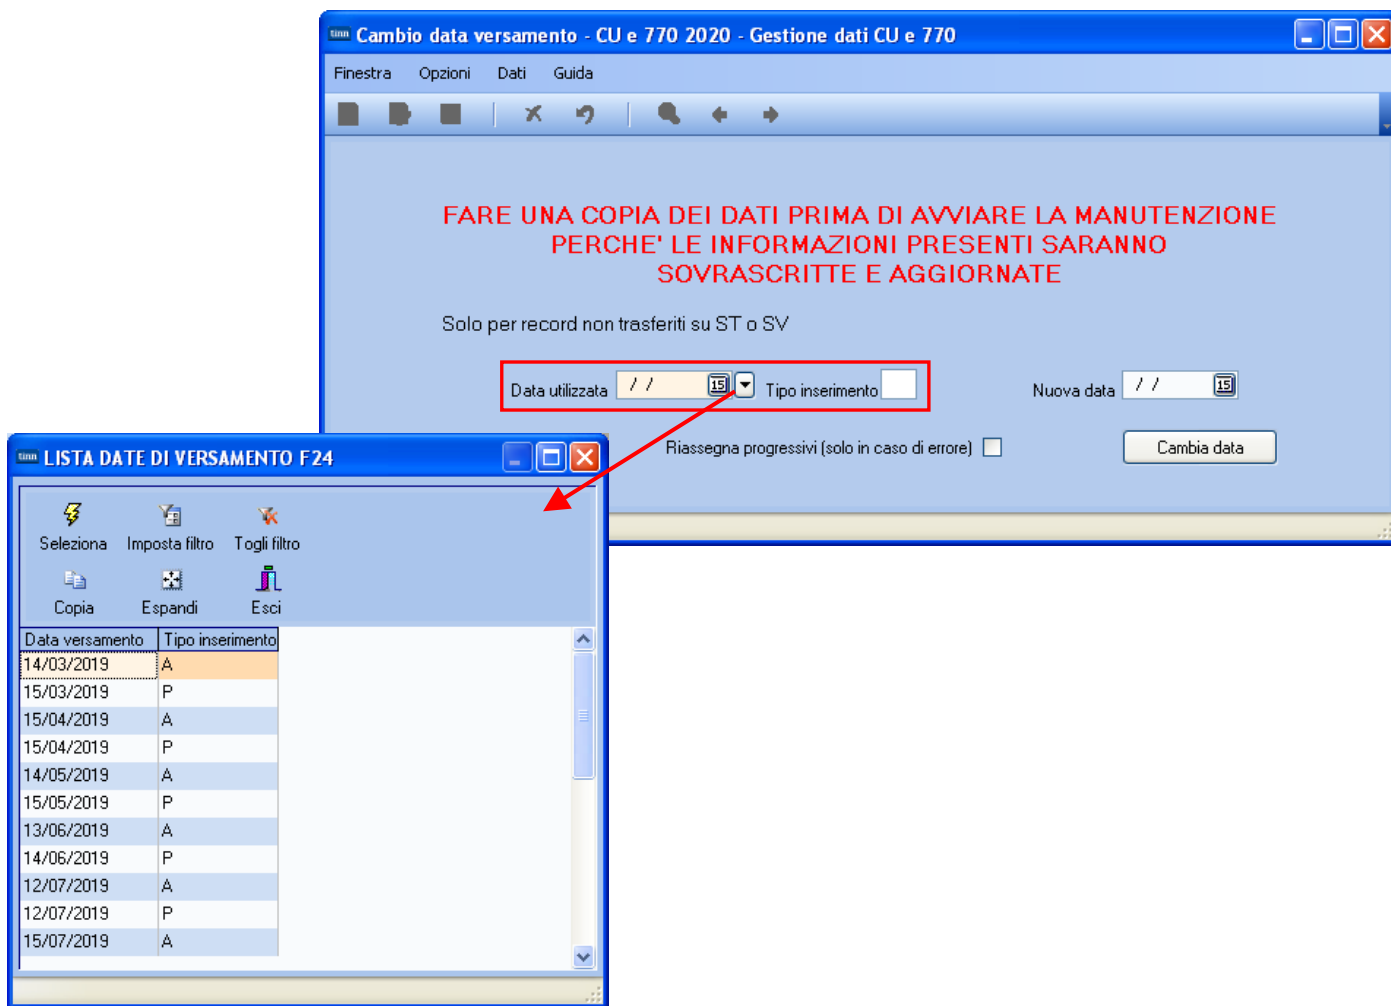 tinn Cambio data versamento - CU e 770 2020 - Gestione dati CU e 770
Finestra Opzioni Dati Guida
FARE UNA COPIA DEI DATI PRIMA DI AVVIARE LA MANUTENZIONE
PERCHE' LE INFORMAZIONI PRESENTI SARANNO
SOVRASCRITTE E AGGIORNATE
Solo per record non trasferiti su ST o SV
Data utilizzata / / 15 Tipo inserimento Nuova data / / 15
Riassegna progressivi (solo in caso di errore) Cambia data
tinn LISTA DATE DI VERSAMENTO F24
Seleziona Imposta filtro Togli filtro
Copia Espandi Esci
Data versamento Tipo inserimento
14/03/2019 A
15/03/2019 P
15/04/2019 A
15/04/2019 P
14/05/2019 A
15/05/2019 P
13/06/2019 A
14/06/2019 P
12/07/2019 A
12/07/2019 P
15/07/2019 A